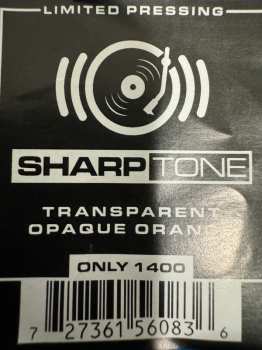 LIMITED PRESSING
SHARPTONE
TRANSPARENT
OPAQUE
ONLY 1400
7 27361 56083 6